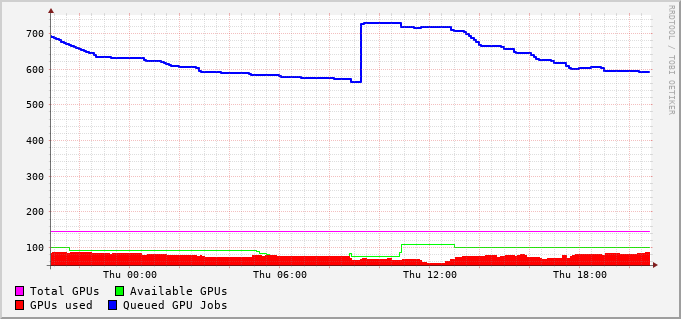 RRDTOOL / TOBI OETIKER
700
600
500
400
300
200
100
Thu 00:00 Thu 06:00 Thu 12:00 Thu 18:00
Total GPUs Available GPUs
GPUs used Queued GPU Jobs